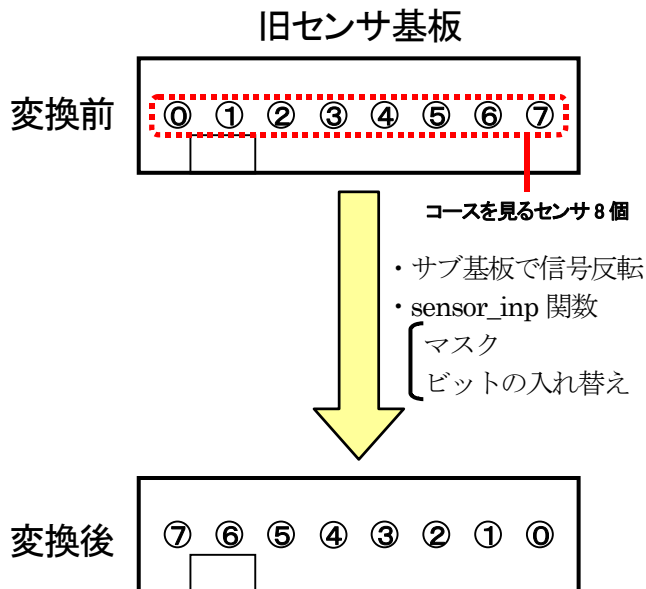 旧センサ基板
変換前
⓪ ① ② ③ ④ ⑤ ⑥ ⑦
コースを見るセンサ 8 個
・サブ基板で信号反転
・sensor_inp 関数
マスク
ビットの入れ替え
変換後
⑦ ⑥ ⑤ ④ ③ ② ① ⓪